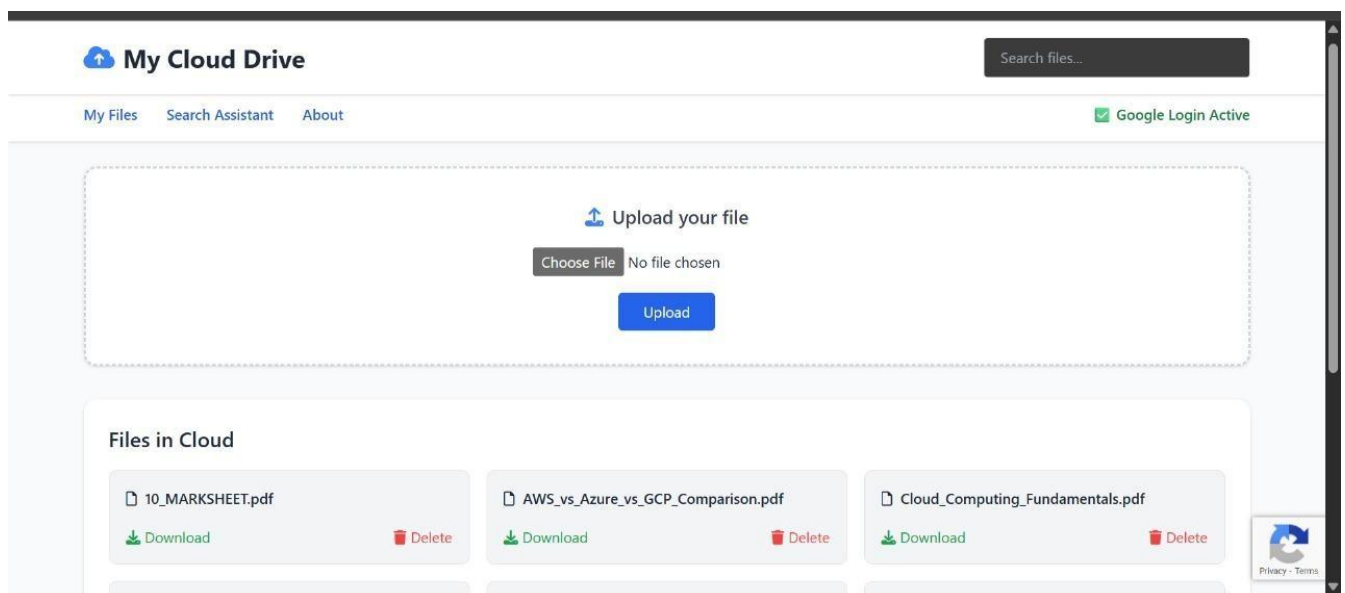 My Cloud Drive
Search files...
My Files Search Assistant About
Google Login Active
Upload your file
Choose File No file chosen
Upload
Files in Cloud
10_MARKSHEET.pdf
Download Delete
AWS_vs_Azure_vs_GCP_Comparison.pdf
Download Delete
Cloud_Computing_Fundamentals.pdf
Download Delete
Privacy - Terms